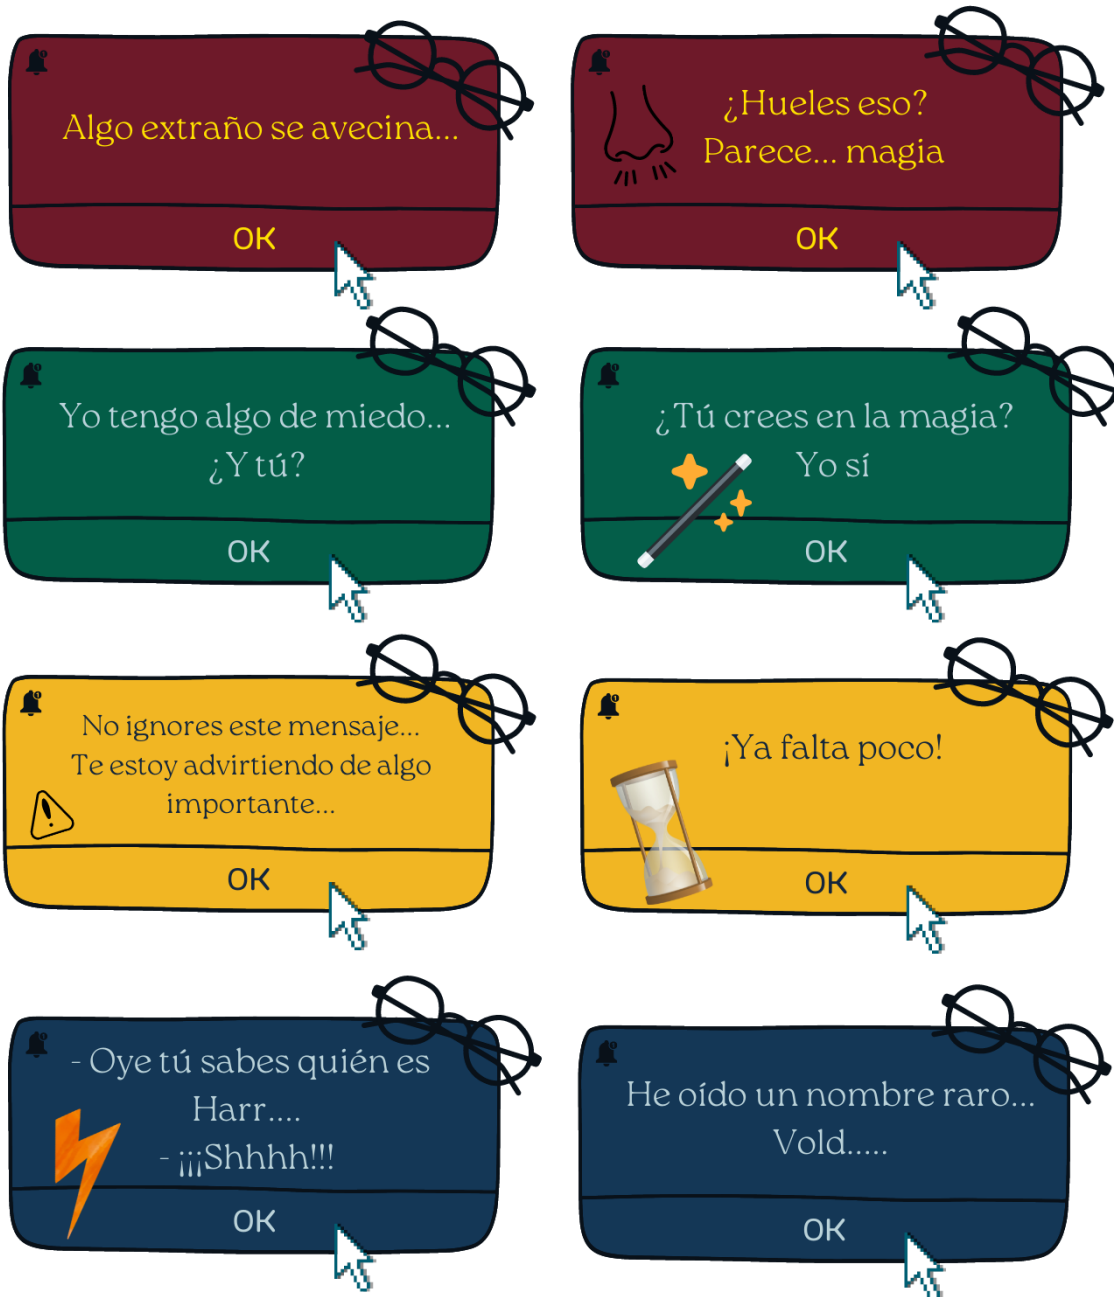 Algo extraño se avecina...
OK
¿Hueles eso?
Parece... magia
OK
Yo tengo algo de miedo...
¿Y tú?
OK
¿Tú crees en la magia?
Yo sí
OK
No ignores este mensaje...
Te estoy advirtiendo de algo
importante...
OK
¡Ya falta poco!
OK
- Oye tú sabes quién es
Harr....
- ¡¡¡Shhhh!!!
OK
He oído un nombre raro...
Vold.....
OK